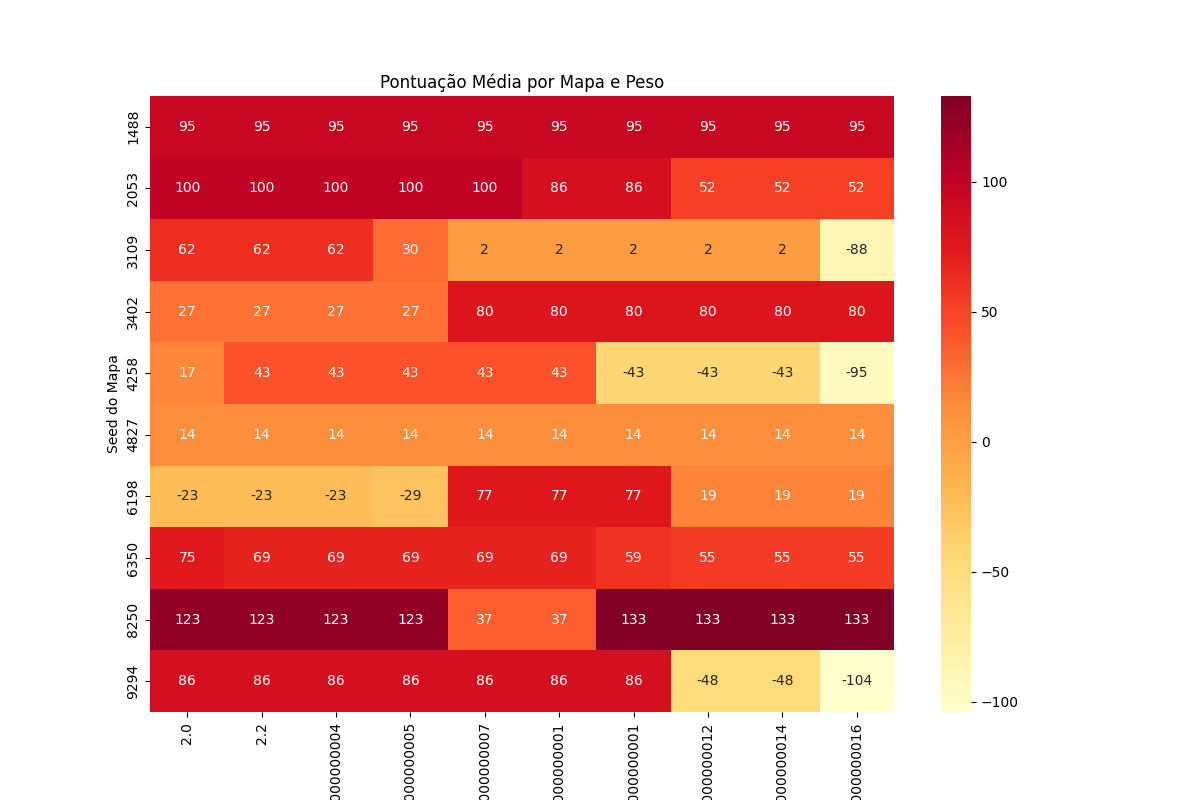 Pontuação Média por Mapa e Peso
Seed do Mapa
1488 95 95 95 95 95 95 95 95 95 95
2053 100 100 100 100 100 86 86 52 52 52
3109 62 62 62 30 2 2 2 2 2 -88
3402 27 27 27 27 80 80 80 80 80 80
4258 17 43 43 43 43 43 -43 -43 -43 -95
4827 14 14 14 14 14 14 14 14 14 14
6198 -23 -23 -23 -29 77 77 77 19 19 19
6350 75 69 69 69 69 69 59 55 55 55
8250 123 123 123 123 37 37 133 133 133 133
9294 86 86 86 86 86 86 86 -48 -48 -104
2.0 2.2
100
50
0
−50
−100